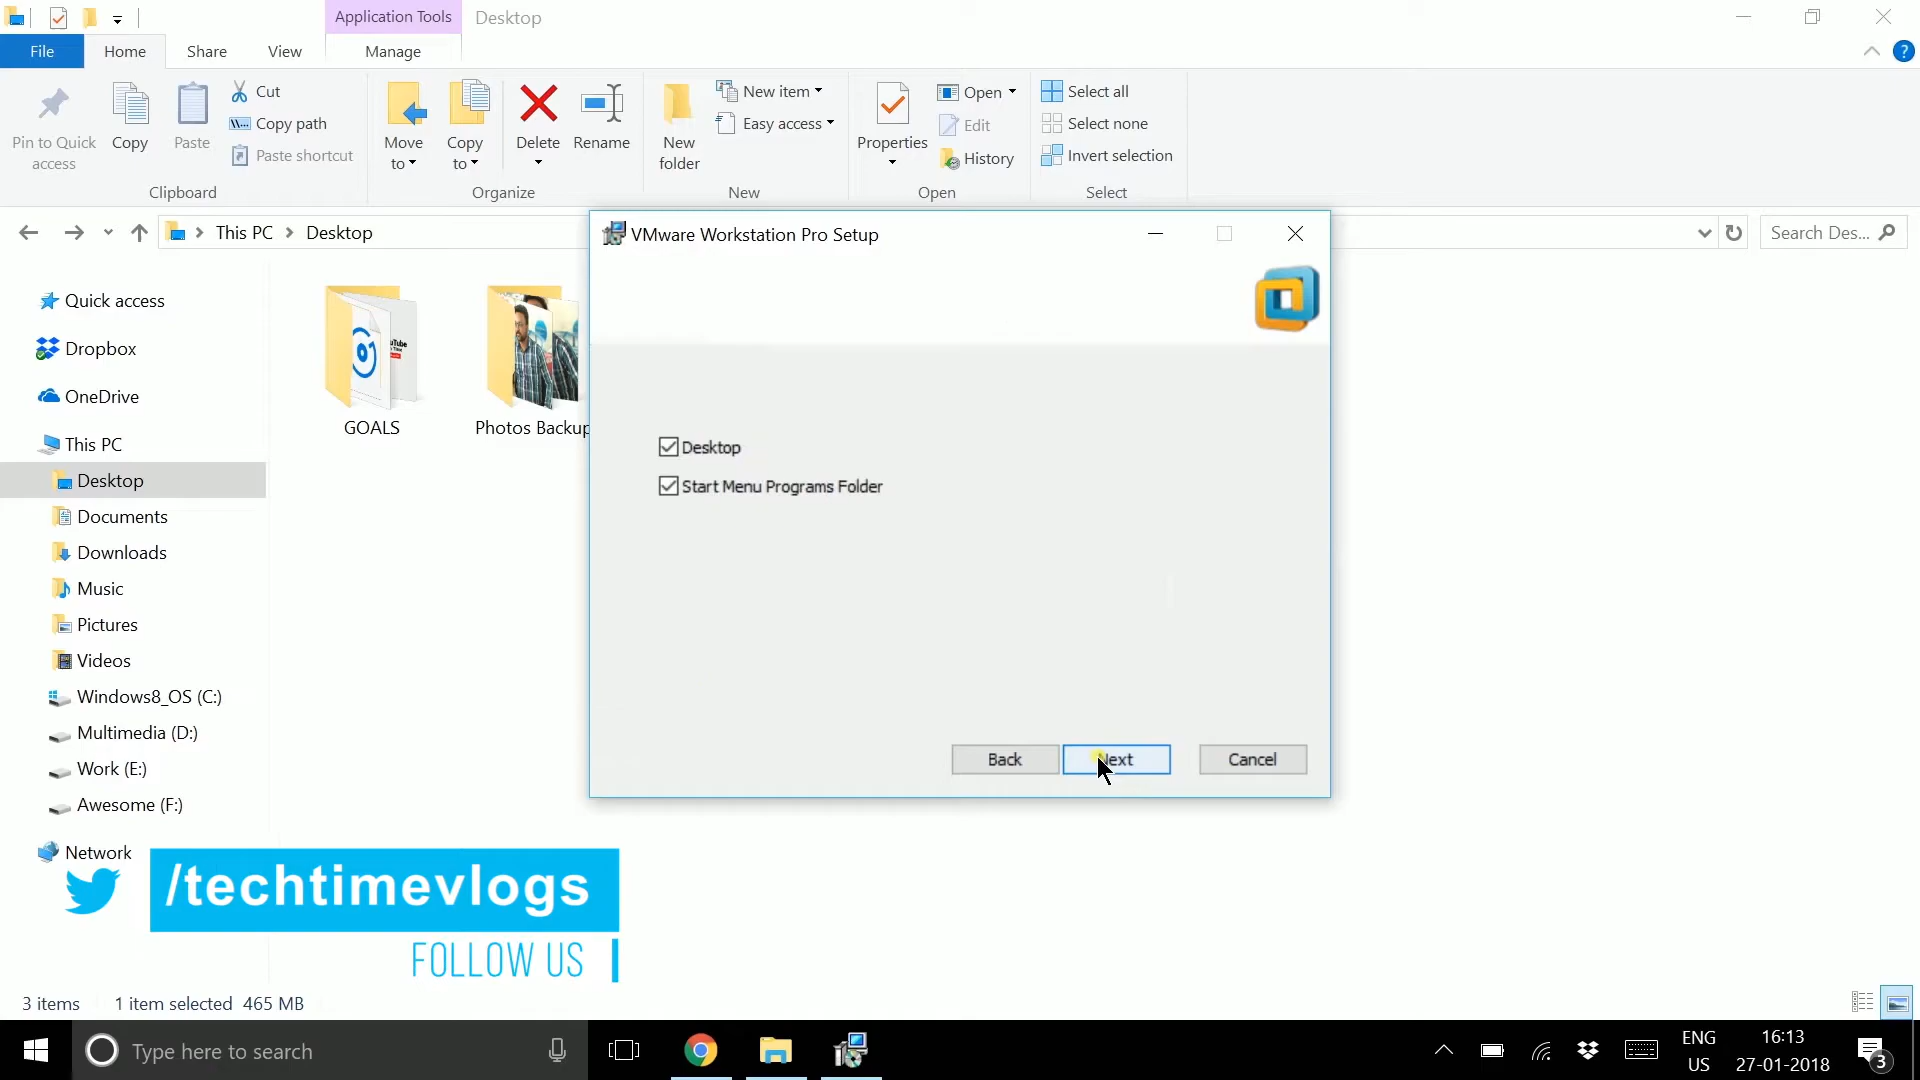 Application Tools
Desktop
File
Home
Share
View
Manage
Pin to Quick
access
Copy
Paste
Cut
Copy path
Paste shortcut
Clipboard
Move
to
Copy
to
Delete
Rename
Organize
New
folder
New item
Easy access
New
Properties
Open
Edit
History
Open
Select all
Select none
Invert selection
Select
This PC
Desktop
Search Des...
Quick access
Dropbox
OneDrive
This PC
Desktop
Documents
Downloads
Music
Pictures
Videos
Windows8_OS (C:)
Multimedia (D:)
Work (E:)
Awesome (F:)
Network
GOALS
Photos Backup
VMware Workstation Pro Setup
Desktop
Start Menu Programs Folder
Back
Next
Cancel
/techtimevlogs
FOLLOW US
3 items
1 item selected 465 MB
Type here to search
ENG
US
16:13
27-01-2018
3